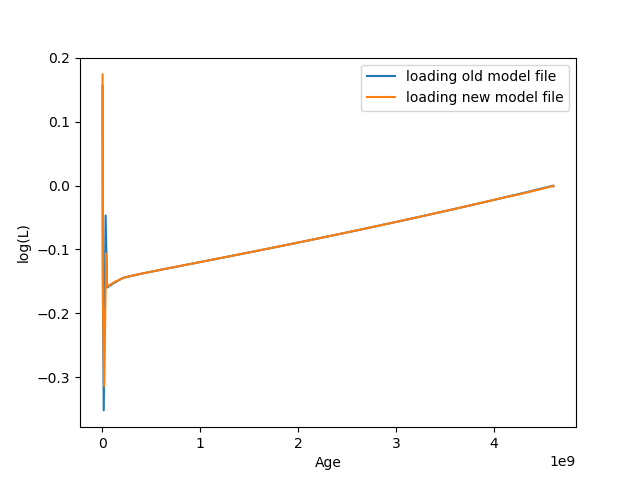 0.2
loading old model file
loading new model file
0.1
0.0
log(L)
−0.1
−0.2
−0.3
0
1
2
3
4
Age
1e9